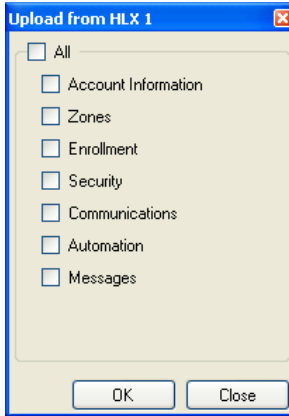 Upload from HLX 1
All
Account Information
Zones
Enrollment
Security
Communications
Automation
Messages
OK Close